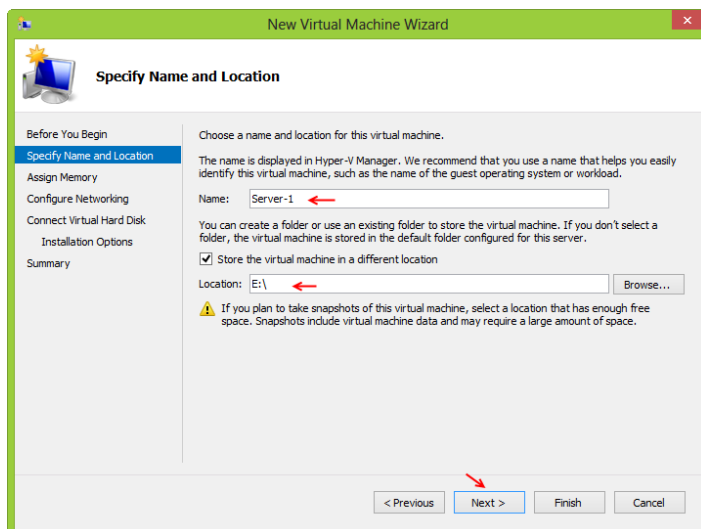 New Virtual Machine Wizard
Specify Name and Location
Before You Begin
Specify Name and Location
Assign Memory
Configure Networking
Connect Virtual Hard Disk
Installation Options
Summary
Choose a name and location for this virtual machine.
The name is displayed in Hyper-V Manager. We recommend that you use a name that helps you easily
identify this virtual machine, such as the name of the guest operating system or workload.
Name: Server-1
You can create a folder or use an existing folder to store the virtual machine. If you don't select a
folder, the virtual machine is stored in the default folder configured for this server.
Store the virtual machine in a different location
Location: E:\ Browse...
If you plan to take snapshots of this virtual machine, select a location that has enough free
space. Snapshots include virtual machine data and may require a large amount of space.
< Previous Next > Finish Cancel